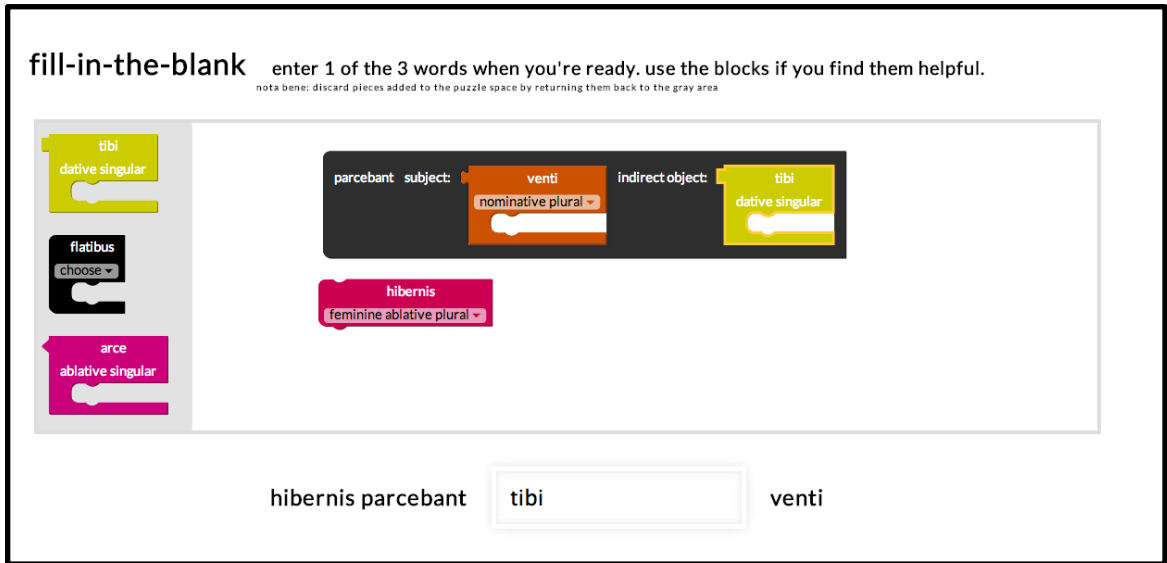 fill-in-the-blank enter 1 of the 3 words when you're ready. use the blocks if you find them helpful.
nota bene: discard pieces added to the puzzle space by returning them back to the gray area
tibi
dative singular
flatibus
choose
arce
ablative singular
parcebant subject: venti indirect object: tibi
nominative plural dative singular
hibernis
feminine ablative plural
hibernis parcebant tibi venti